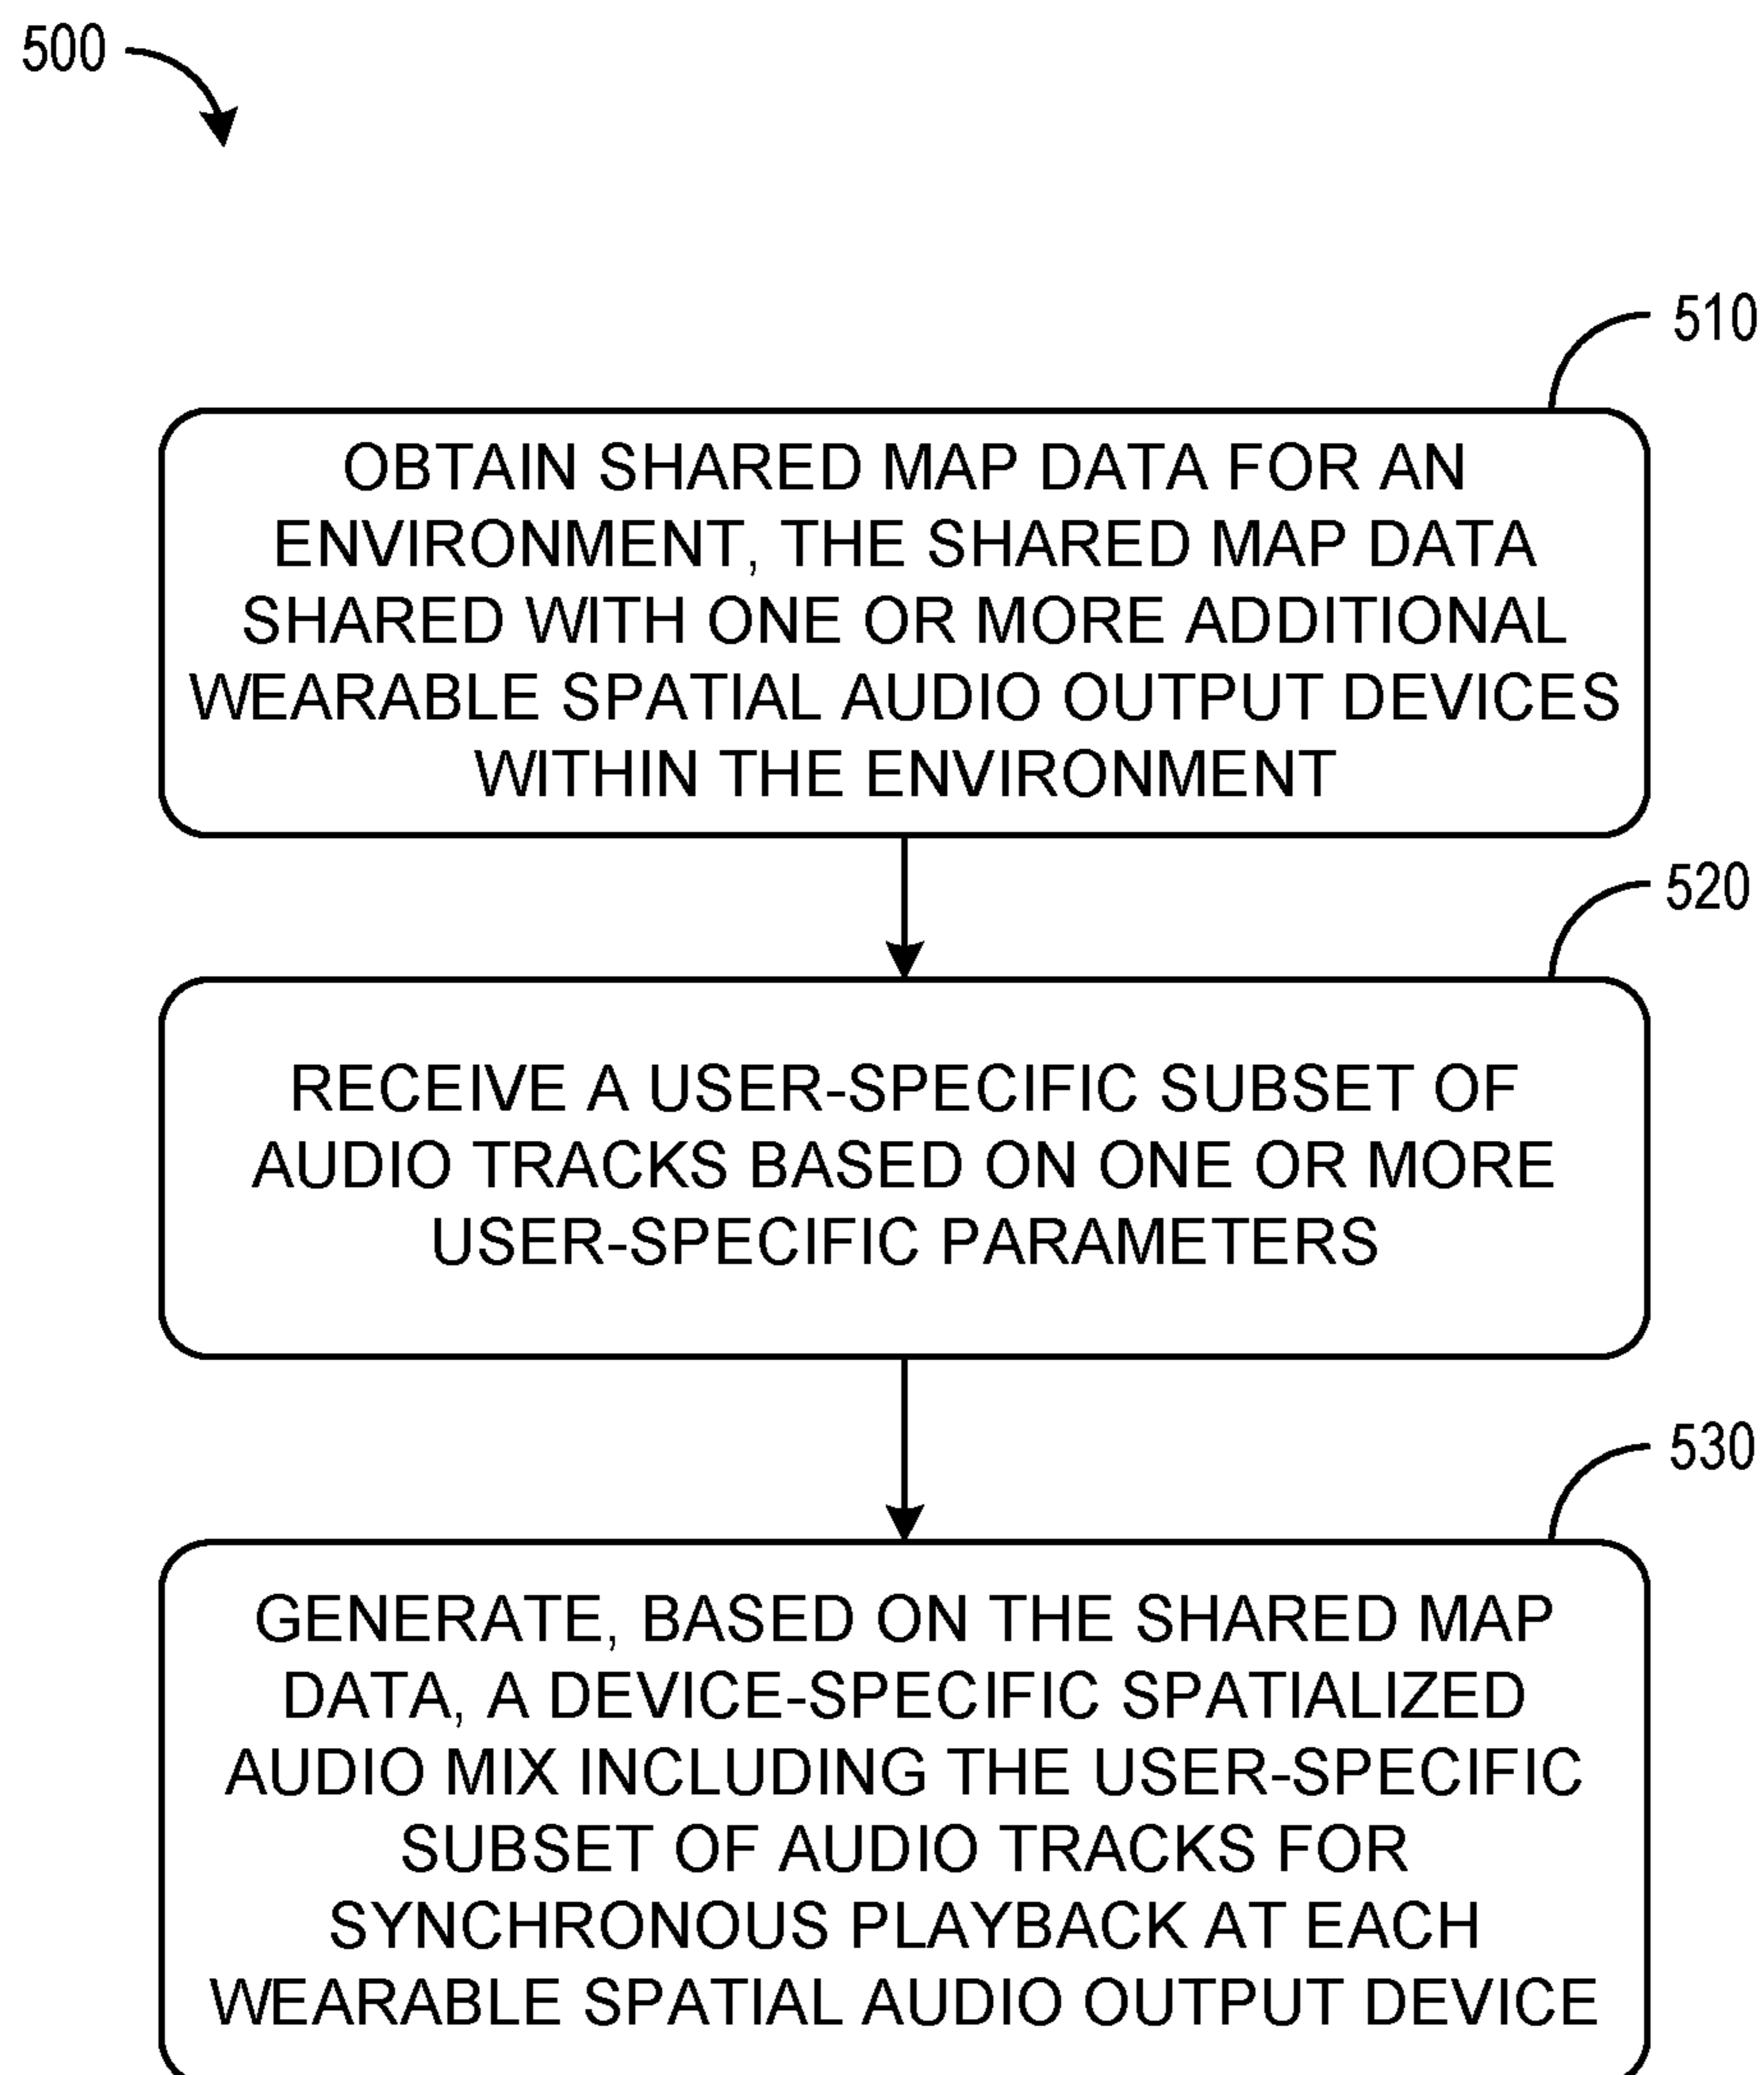 500
510
OBTAIN SHARED MAP DATA FOR AN
ENVIRONMENT, THE SHARED MAP DATA
SHARED WITH ONE OR MORE ADDITIONAL
WEARABLE SPATIAL AUDIO OUTPUT DEVICES
WITHIN THE ENVIRONMENT
520
RECEIVE A USER-SPECIFIC SUBSET OF
AUDIO TRACKS BASED ON ONE OR MORE
USER-SPECIFIC PARAMETERS
530
GENERATE, BASED ON THE SHARED MAP
DATA, A DEVICE-SPECIFIC SPATIALIZED
AUDIO MIX INCLUDING THE USER-SPECIFIC
SUBSET OF AUDIO TRACKS FOR
SYNCHRONOUS PLAYBACK AT EACH
WEARABLE SPATIAL AUDIO OUTPUT DEVICE